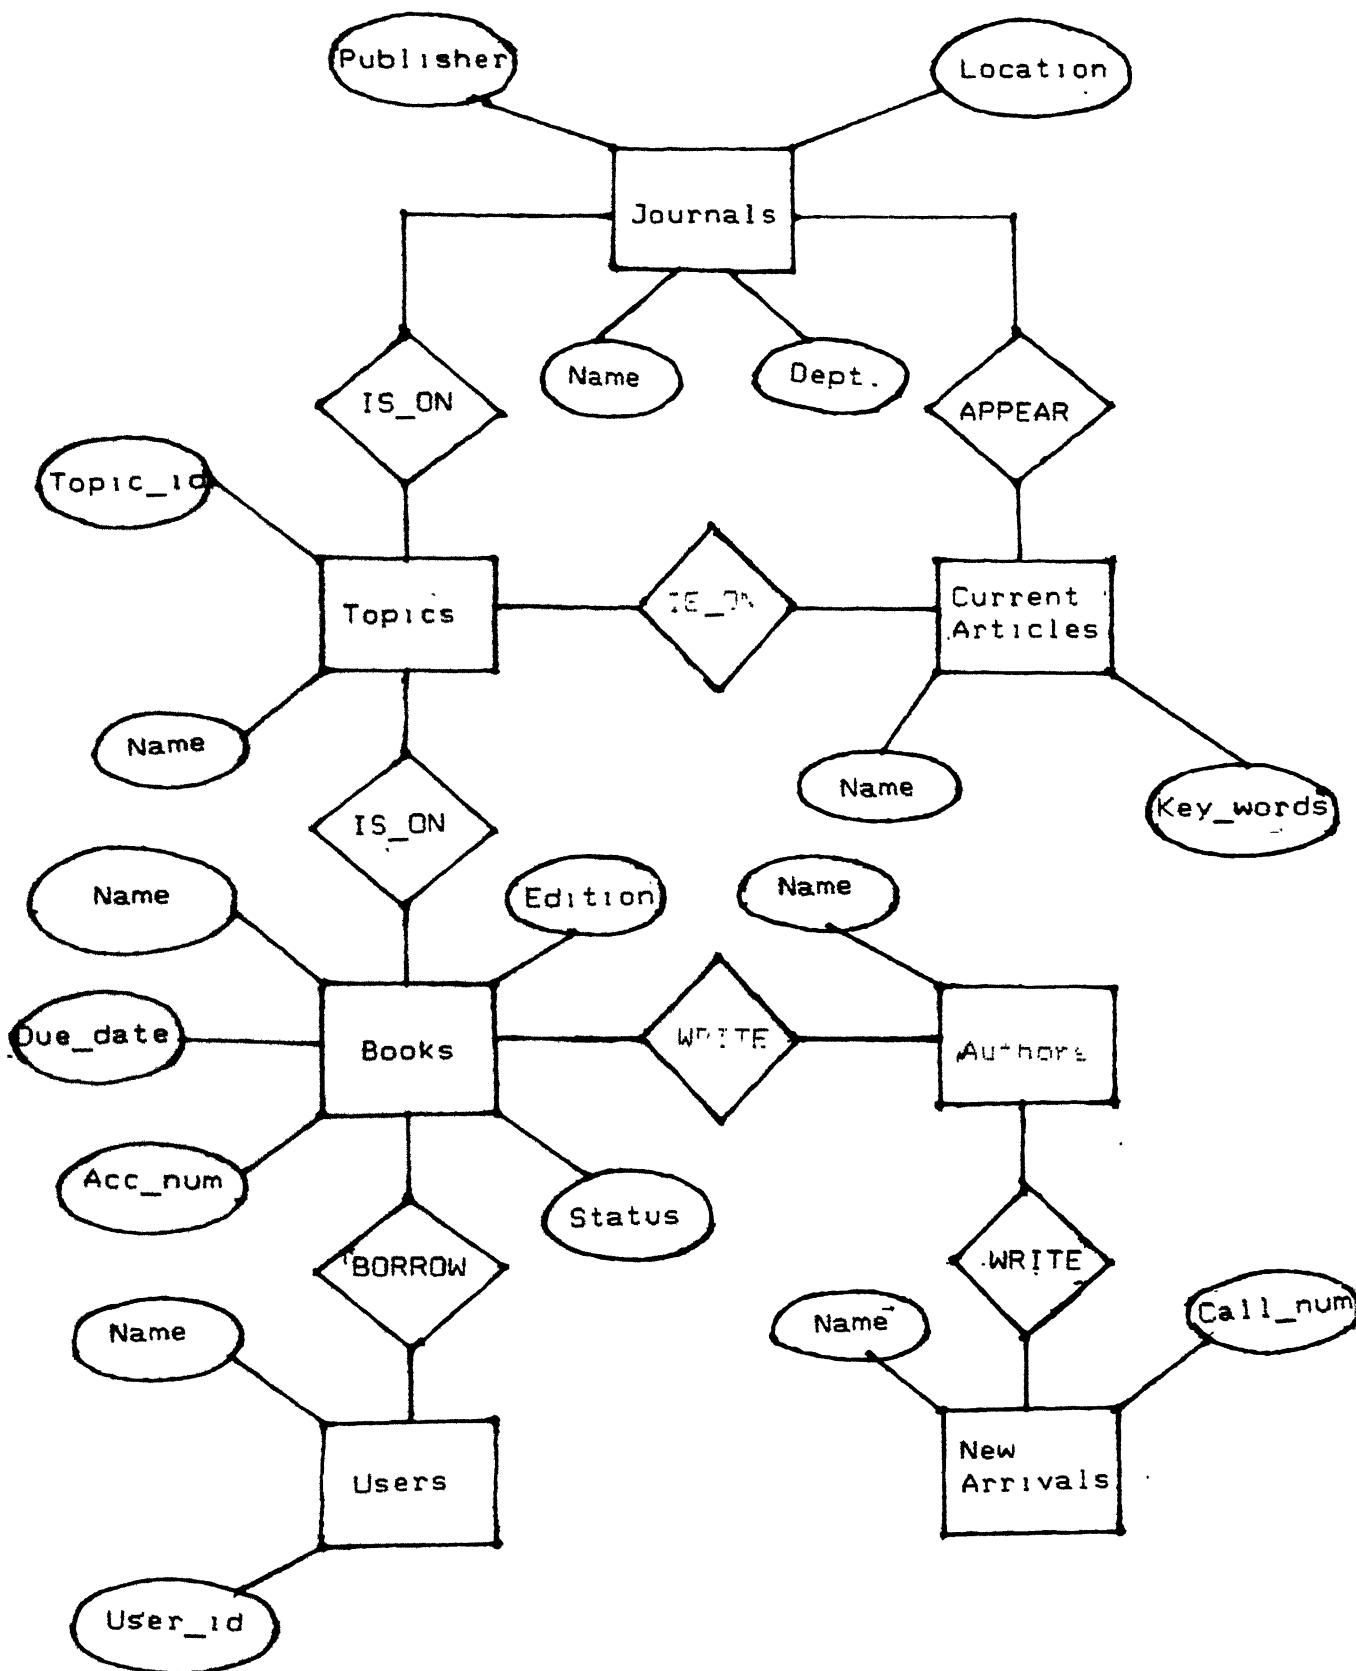 Publisher
Location
Journals
Name
Dept.
IS_ON
APPEAR
Topic_id
Topics
IS_ON
Current
Articles
Name
Name
Key_words
IS_ON
Name
Edition
Name
Due_date
Books
WRITE
Authors
Acc_num
Status
BORROW
WRITE
Name
Name
Call_num
Users
New
Arrivals
User_id